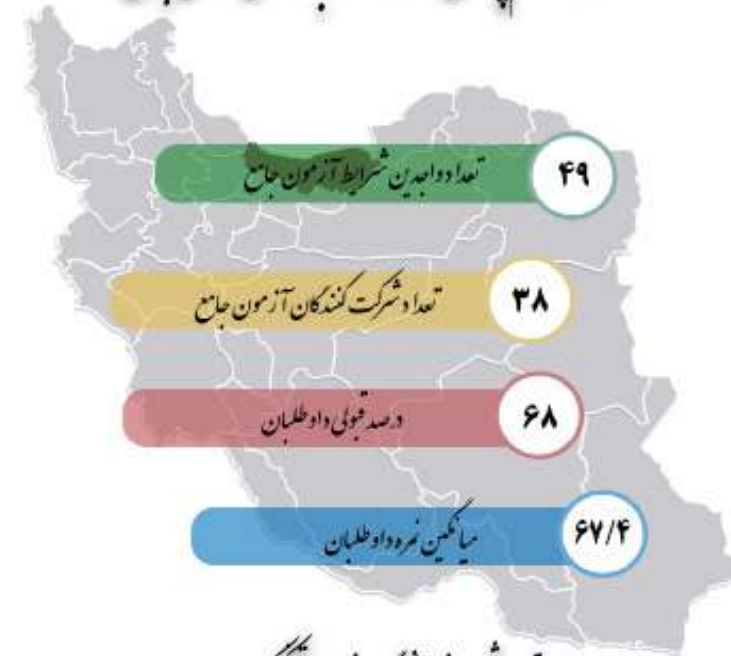 ۴۹ تعداد واجدین شرایط آزمون جامع
۳۸ تعداد شرکت کنندگان آزمون جامع
۶۸ درصد قبولی داوطلبان
۶۷/۴ میانگین نمره داوطلبان